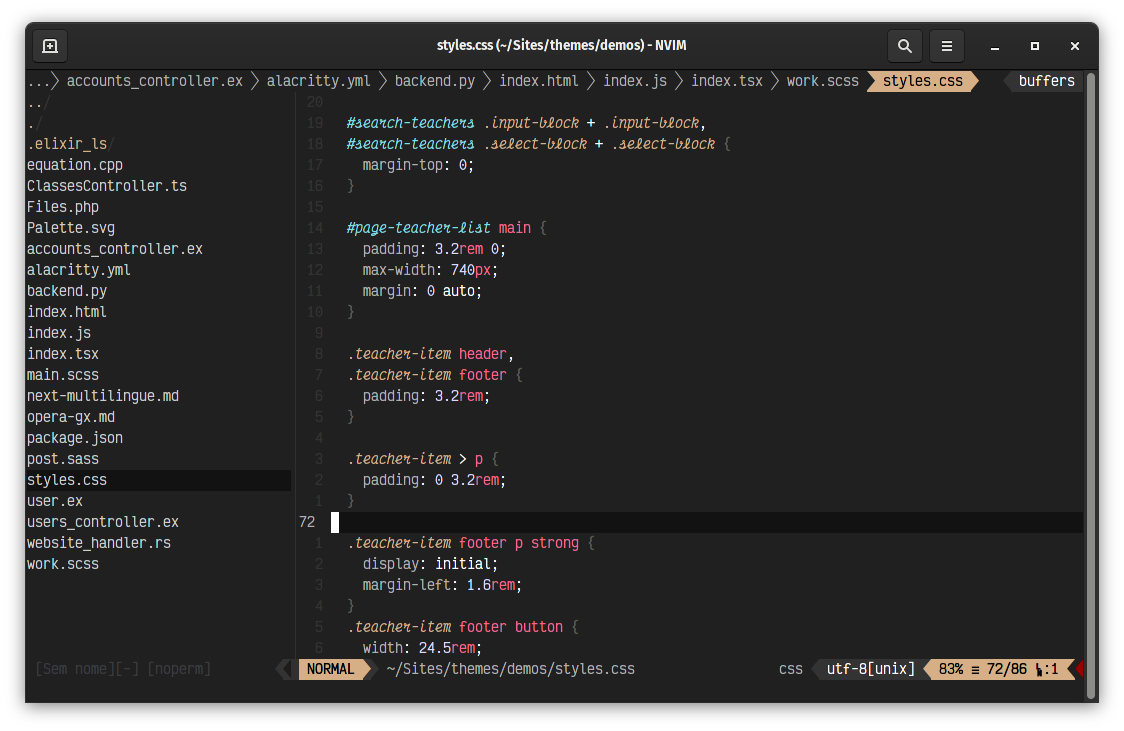 styles.css (~/Sites/themes/demos) - NVIM
... accounts_controller.ex alacritty.yml backend.py index.html index.js index.tsx work.scss styles.css buffers
../
./
.elixir_ls/
equation.cpp
ClassesController.ts
Files.php
Palette.svg
accounts_controller.ex
alacritty.yml
backend.py
index.html
index.js
index.tsx
main.scss
next-multilingue.md
opera-gx.md
package.json
post.sass
styles.css
user.ex
users_controller.ex
website_handler.rs
work.scss
20
19 #search-teachers .input-block + .input-block,
18 #search-teachers .select-block + .select-block {
17 margin-top: 0;
16 }
15
14 #page-teacher-list main {
13 padding: 3.2rem 0;
12 max-width: 740px;
11 margin: 0 auto;
10 }
9
8 .teacher-item header,
7 .teacher-item footer {
6 padding: 3.2rem;
5 }
4
3 .teacher-item > p {
2 padding: 0 3.2rem;
1 }
72
1 .teacher-item footer p strong {
2 display: initial;
3 margin-left: 1.6rem;
4 }
5 .teacher-item footer button {
6 width: 24.5rem;
[Sem nome][-] [noperm] NORMAL ~/Sites/themes/demos/styles.css css utf-8[unix] 83% ≡ 72/86 :1